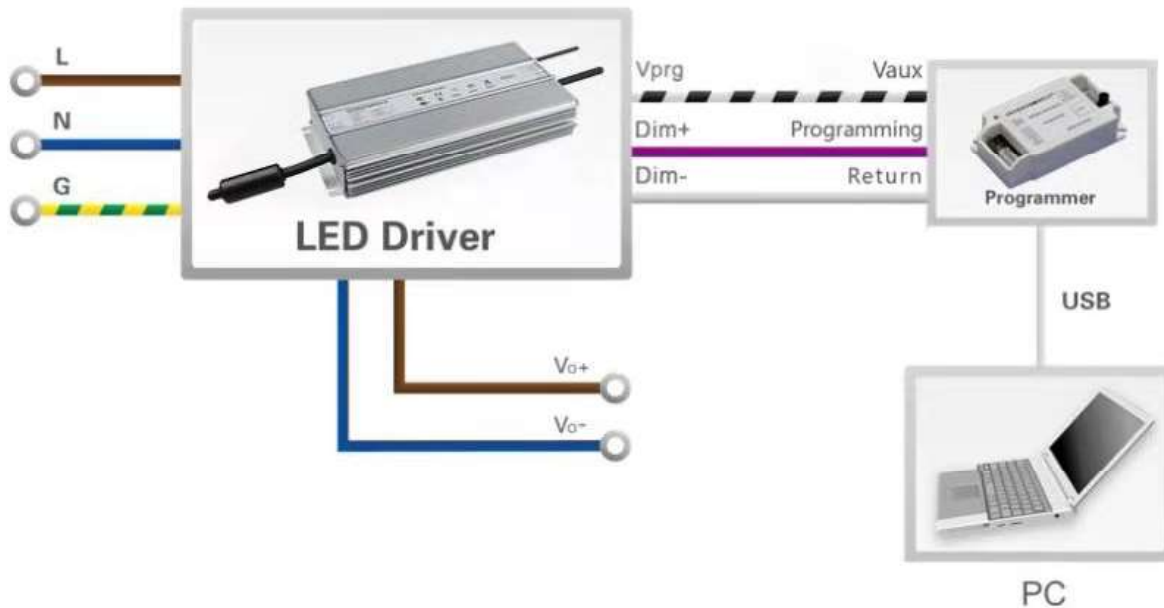 L
N
G
LED Driver
Vprg Vaux
Dim+ Programming
Dim- Return
Programmer
USB
Vo+
Vo-
PC